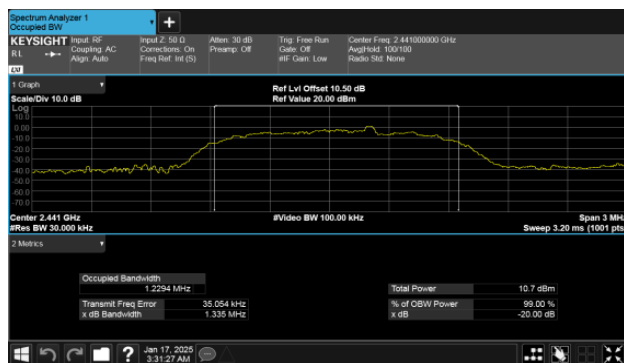 Spectrum Analyzer 1
Occupied BW
KEYSIGHT
R L
LXI
Input: RF
Coupling: AC
Align: Auto
Input Z: 50 Ω
Corrections: On
Freq Ref: Int (S)
Atten: 30 dB
Preamp: Off
Trig: Free Run
Gate: Off
#IF Gain: Low
Center Freq: 2.441000000 GHz
Avg|Hold: 100/100
Radio Std: None
1 Graph
Scale/Div 10.0 dB
Ref Lvl Offset 10.50 dB
Ref Value 20.00 dBm
Log
10.0
0.00
-10.0
-20.0
-30.0
-40.0
-50.0
-60.0
-70.0
Center 2.441 GHz
#Res BW 30.000 kHz
#Video BW 100.00 kHz
Span 3 MHz
Sweep 3.20 ms (1001 pts)
2 Metrics
Occupied Bandwidth
1.2294 MHz
Transmit Freq Error 35.054 kHz
x dB Bandwidth 1.335 MHz
Total Power 10.7 dBm
% of OBW Power 99.00 %
x dB -20.00 dB
Jan 17, 2025
3:31:27 AM